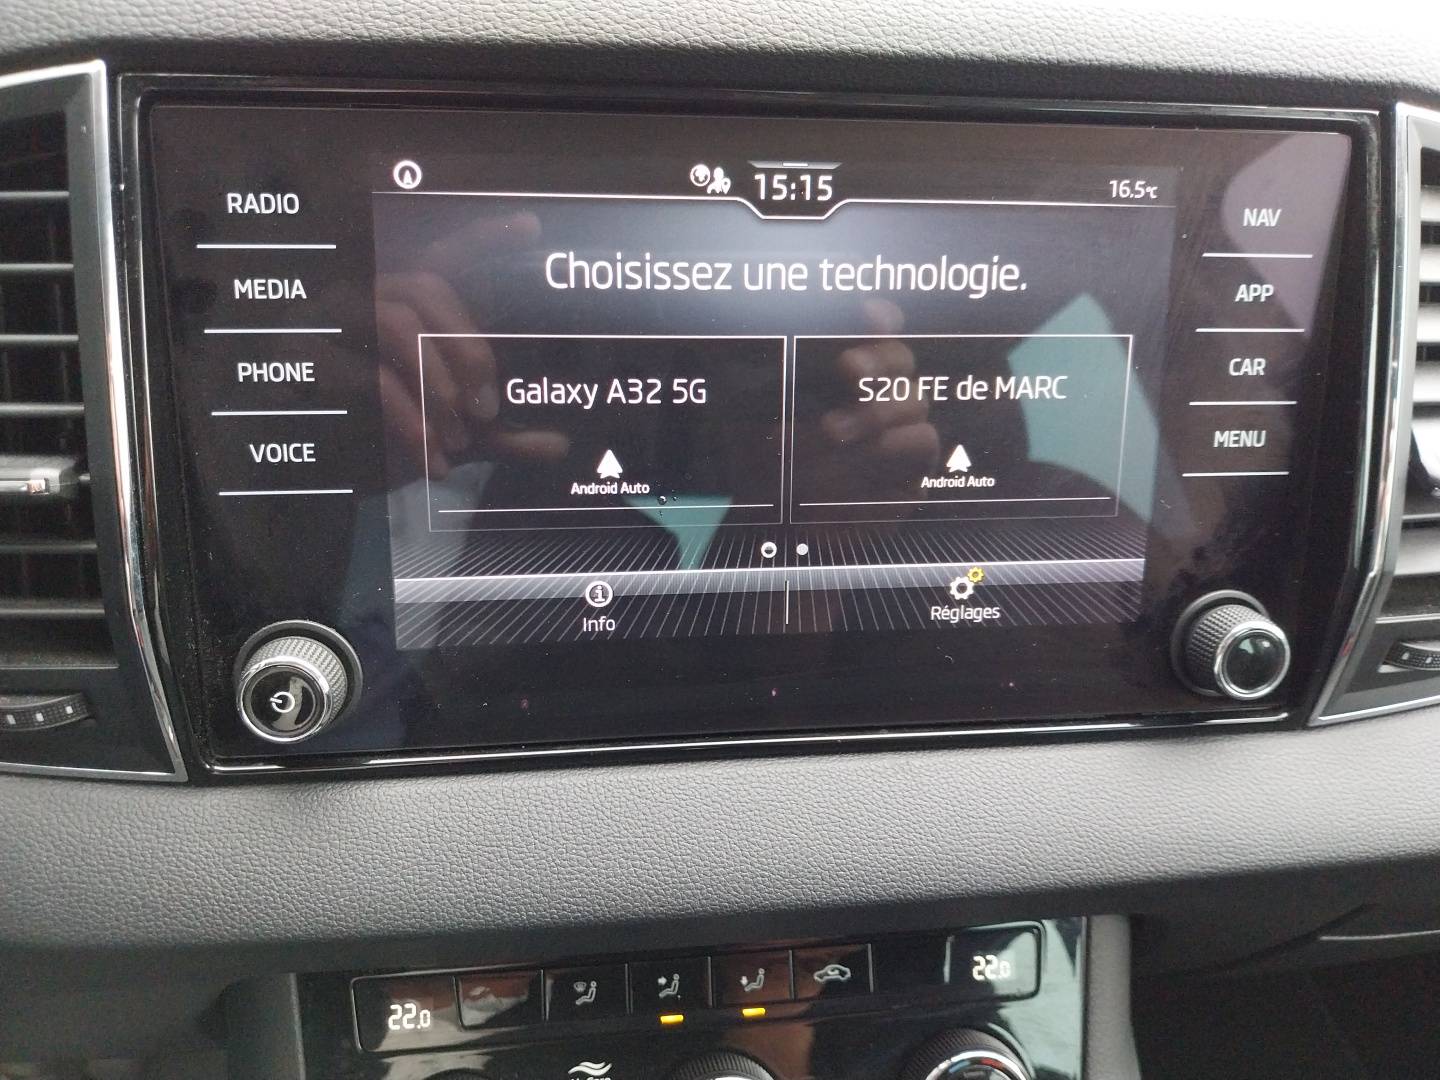 RADIO
MEDIA
PHONE
VOICE
15:15
16.5°C
Choisissez une technologie.
Galaxy A32 5G
Android Auto
S20 FE de MARC
Android Auto
Info
Réglages
NAV
APP
CAR
MENU
22.0
22.0